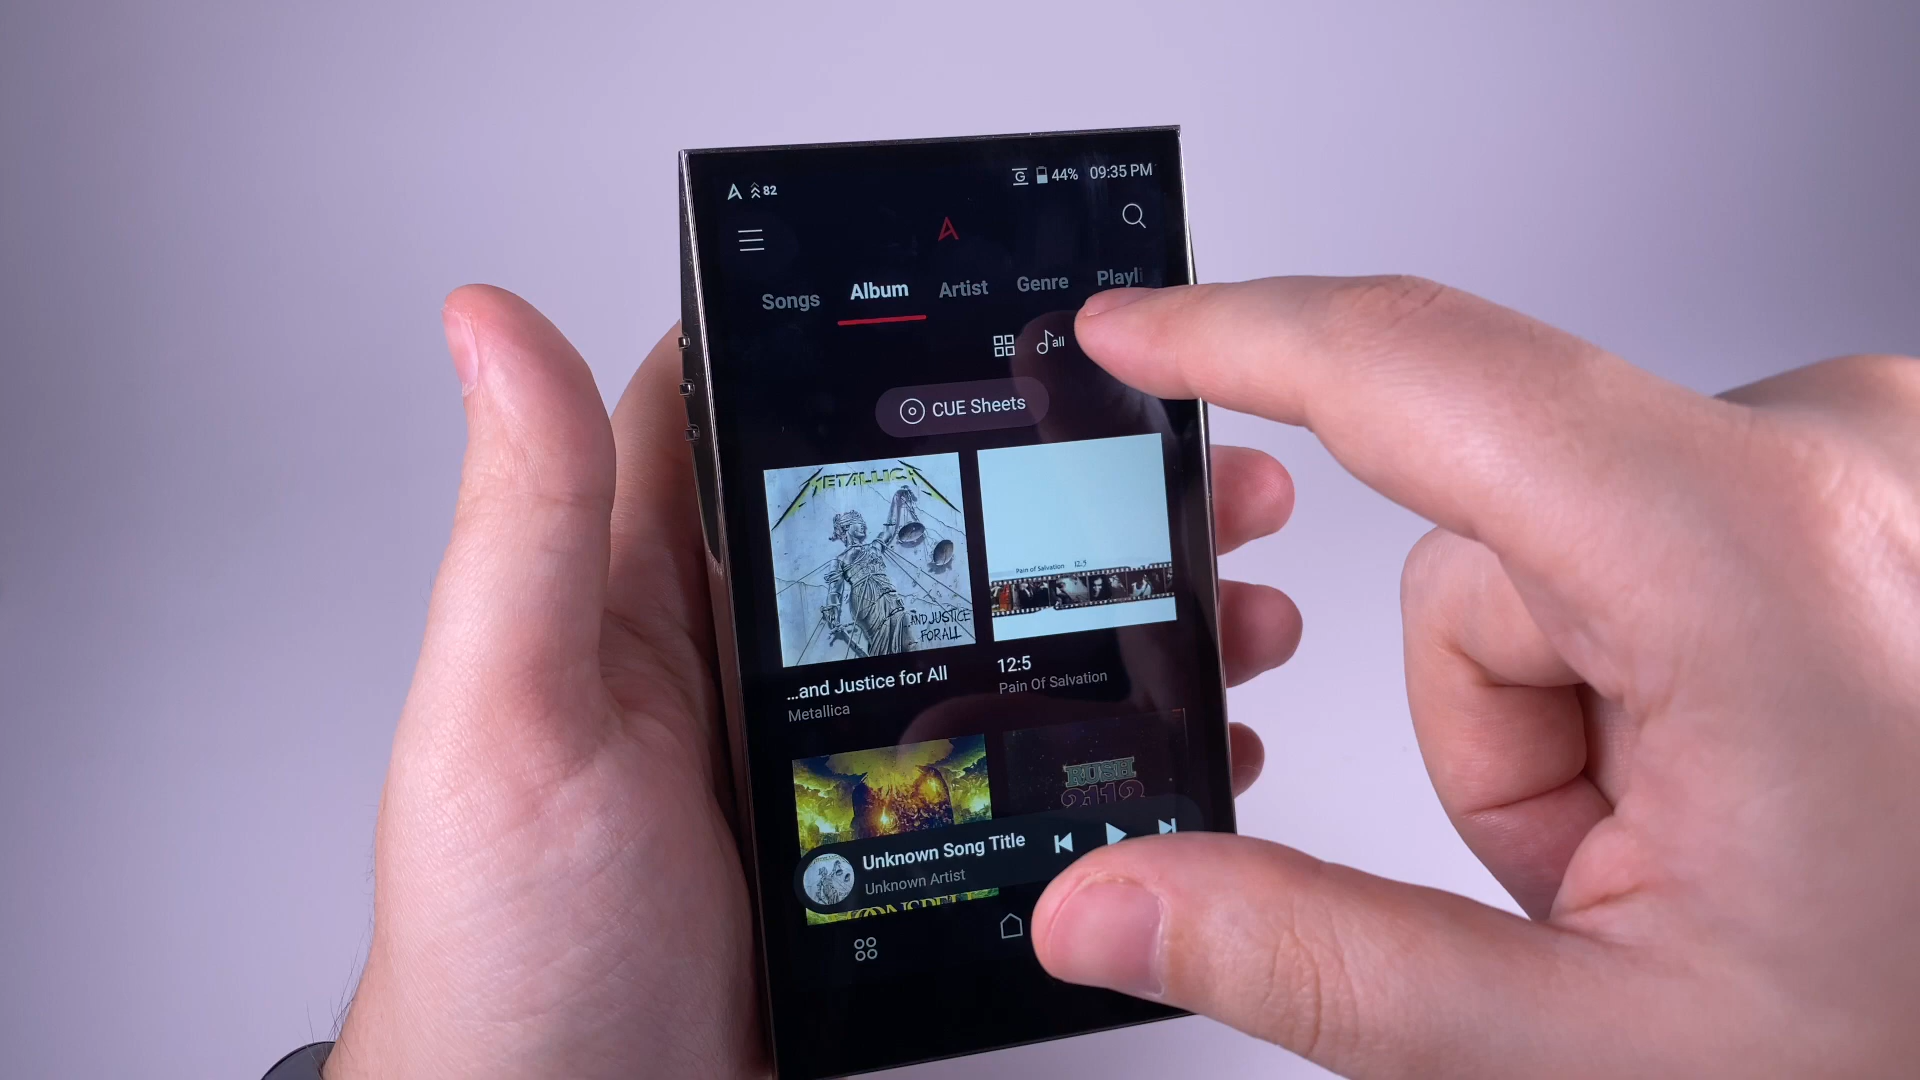 82
G 44% 09:35 PM
Songs Album Artist Genre Playli
all
CUE Sheets
METALLICA
...AND JUSTICE
FOR ALL
Pain of Salvation 12:5
...and Justice for All
Metallica
12:5
Pain Of Salvation
RUSH
2112
Unknown Song Title
Unknown Artist